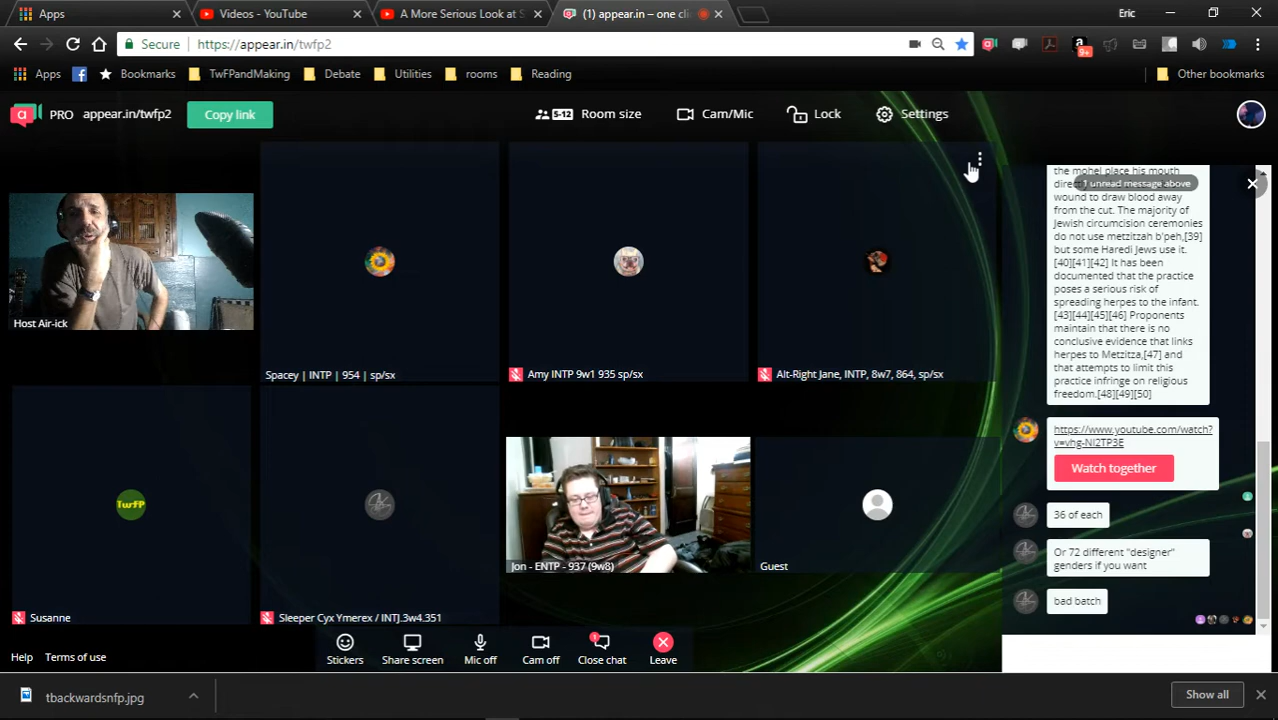 Apps
Videos - YouTube
A More Serious Look at S
(1) appear.in – one cli
Eric
Secure
https://appear.in/twfp2
9+
Apps
Bookmarks
TwFPandMaking
Debate
Utilities
rooms
Reading
Other bookmarks
a
PRO
appear.in/twfp2
Copy link
5-12
Room size
Cam/Mic
Lock
Settings
Host Air-ick
Spacey | INTP | 954 | sp/sx
Amy INTP 9w1 935 sp/sx
Alt-Right Jane, INTP, 8w7, 864, sp/sx
TwFP
Susanne
Sleeper Cyx Ymerex / INTJ.3w4.351
Jon - ENTP - 937 (9w8)
Guest
the mohel place his mouth
1 unread message above
wound to draw blood away
from the cut. The majority of
Jewish circumcision ceremonies
do not use metzitzah b'peh,[39]
but some Haredi Jews use it.
[40][41][42] It has been
documented that the practice
poses a serious risk of
spreading herpes to the infant.
[43][44][45][46] Proponents
maintain that there is no
conclusive evidence that links
herpes to Metzitza,[47] and
that attempts to limit this
practice infringe on religious
freedom.[48][49][50]
https://www.youtube.com/watch?
v=vhg-NI2TP3E
Watch together
36 of each
Or 72 different "designer"
genders if you want
bad batch
Help
Terms of use
Stickers
Share screen
Mic off
Cam off
1
Close chat
Leave
tbackwardsnfp.jpg
Show all